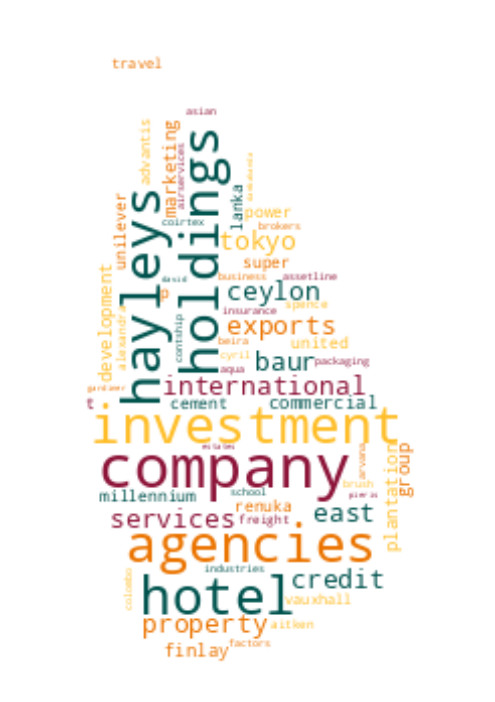 travel
asian
advantis
marketing
airservices
holdings
hayleys
unilever
coirtex
lanka
power
brokers
tokyo
super
business
assetline
david
p
ceylon
spence
development
alexandra
contship
insurance
exports
beira
united
cyril
baur
packaging
aqua
gardiner
international
t
cement
commercial
investment
estates
company
arvana
group
plantation
millennium
school
brush
pieris
renuka
services
freight
east
agencies
industries
colombo
hotel
credit
vauxhall
property
aitken
finlay
factors